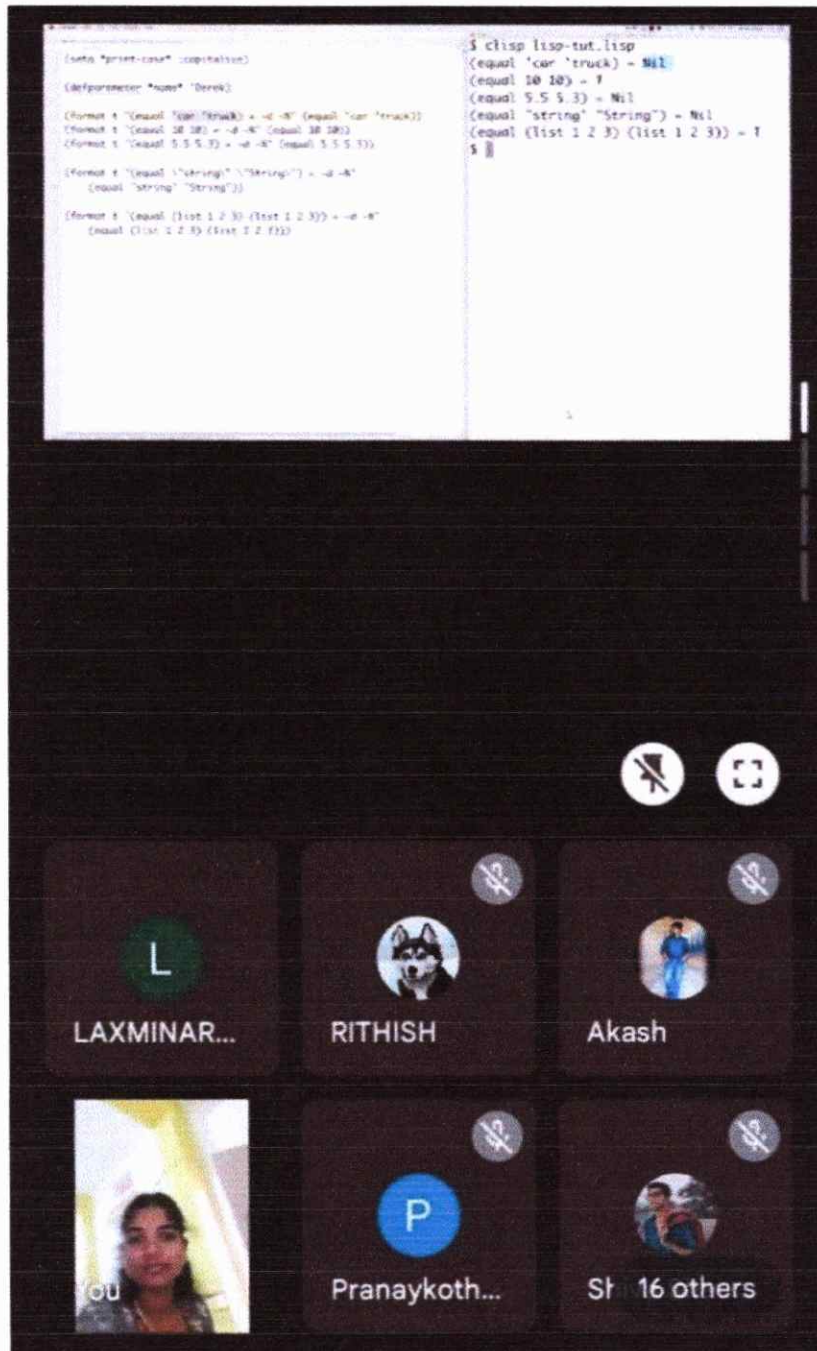 (setq *print-case* :capitalize)
(defparameter *name* 'Derek)
(format t "(equal 'car 'truck) = ~d ~%" (equal 'car 'truck))
(format t "(equal 10 10) = ~d ~%" (equal 10 10))
(format t "(equal 5.5 5.3) = ~d ~%" (equal 5.5 5.3))
(format t "(equal \"string\" \"String\") = ~d ~%"
(equal "string" "String"))
(format t "(equal (list 1 2 3) (list 1 2 3)) = ~d ~%"
(equal (list 1 2 3) (list 1 2 3)))
$ clisp lisp-tut.lisp
(equal 'car 'truck) = Nil
(equal 10 10) = T
(equal 5.5 5.3) = Nil
(equal "string" "String") = Nil
(equal (list 1 2 3) (list 1 2 3)) = T
$
L
LAXMINAR...
RITHISH
Akash
You
P
Pranaykoth...
16 others